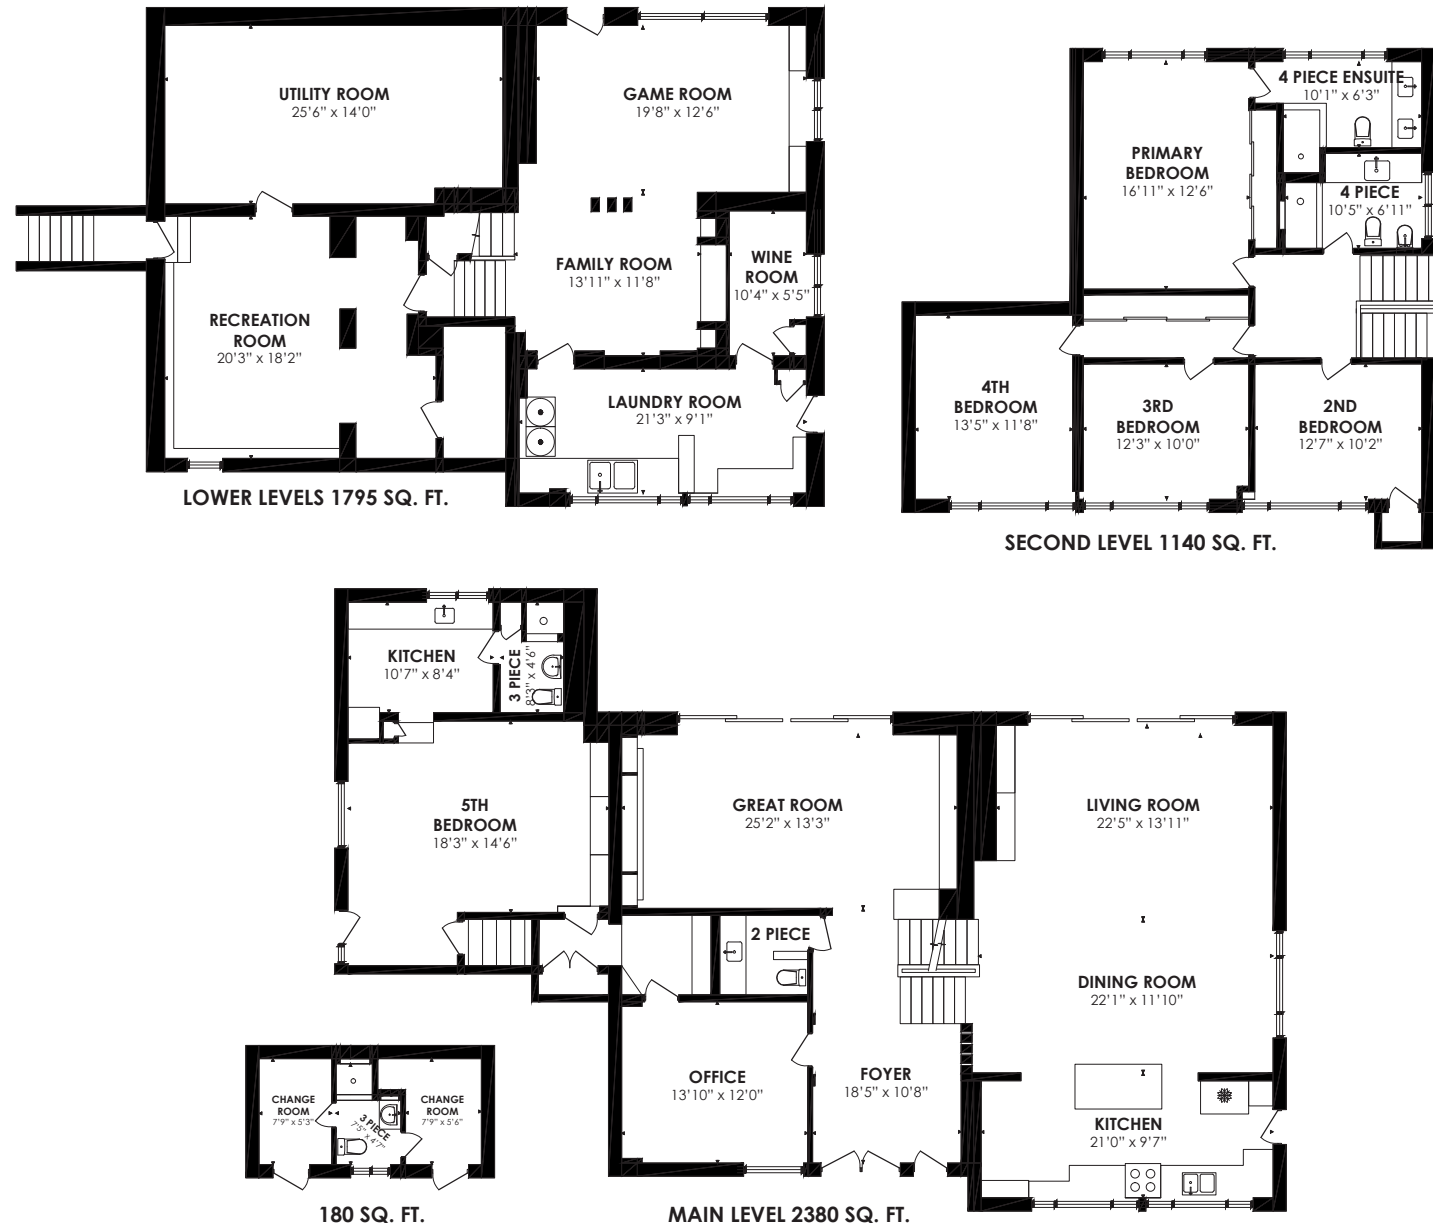 UTILITY ROOM
25'6" x 14'0"
GAME ROOM
19'8" x 12'6"
FAMILY ROOM
13'11" x 11'8"
WINE
ROOM
10'4" x 5'5"
RECREATION
ROOM
20'3" x 18'2"
LAUNDRY ROOM
21'3" x 9'1"
LOWER LEVELS 1795 SQ. FT.
4 PIECE ENSUITE
10'1" x 6'3"
PRIMARY
BEDROOM
16'11" x 12'6"
4 PIECE
10'5" x 6'11"
4TH
BEDROOM
13'5" x 11'8"
3RD
BEDROOM
12'3" x 10'0"
2ND
BEDROOM
12'7" x 10'2"
SECOND LEVEL 1140 SQ. FT.
KITCHEN
10'7" x 8'4"
3 PIECE
8'3" x 4'6"
5TH
BEDROOM
18'3" x 14'6"
GREAT ROOM
25'2" x 13'3"
LIVING ROOM
22'5" x 13'11"
2 PIECE
DINING ROOM
22'1" x 11'10"
OFFICE
13'10" x 12'0"
FOYER
18'5" x 10'8"
KITCHEN
21'0" x 9'7"
MAIN LEVEL 2380 SQ. FT.
CHANGE
ROOM
7'9" x 5'3"
3 PIECE
7'5" x 4'7"
CHANGE
ROOM
7'9" x 5'6"
180 SQ. FT.